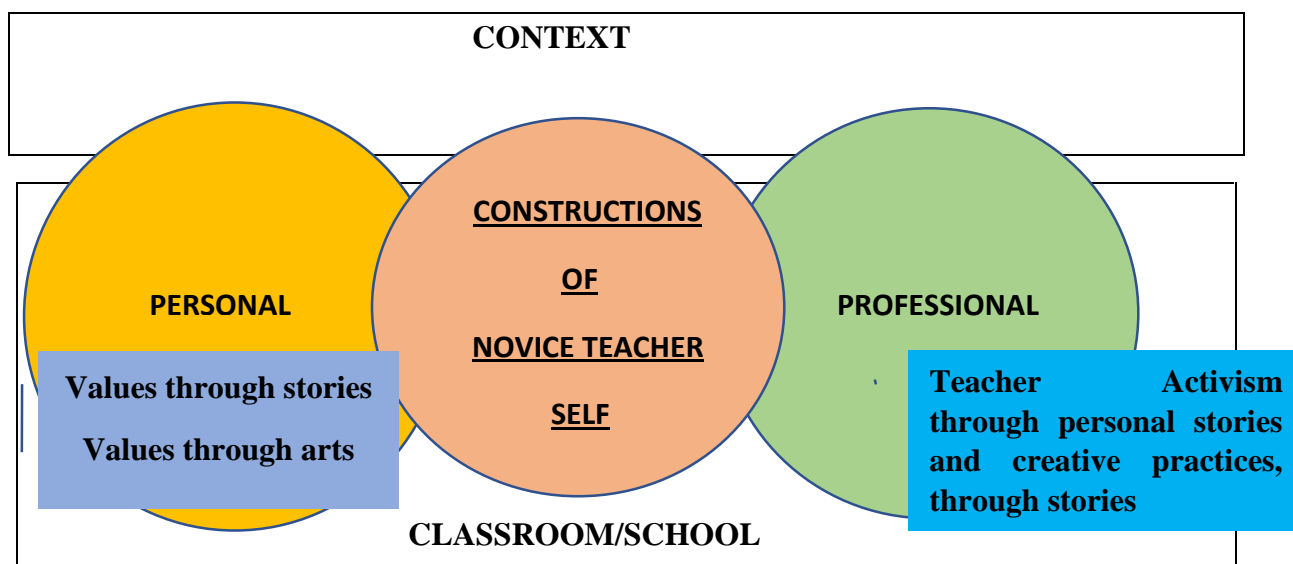 CONTEXT
CONSTRUCTIONS
OF
NOVICE TEACHER
SELF
PERSONAL
PROFESSIONAL
Values through stories
Values through arts
Teacher Activism
through personal stories
and creative practices,
through stories
CLASSROOM/SCHOOL